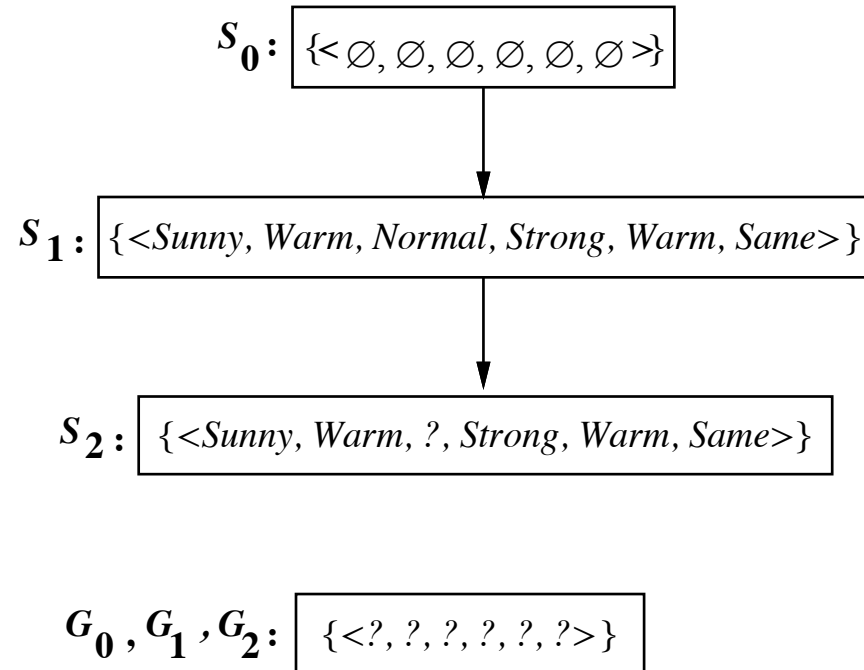 S0: {<∅, ∅, ∅, ∅, ∅, ∅>}
S1: {<Sunny, Warm, Normal, Strong, Warm, Same>}
S2: {<Sunny, Warm, ?, Strong, Warm, Same>}
G0, G1, G2: {<?, ?, ?, ?, ?, ?>}